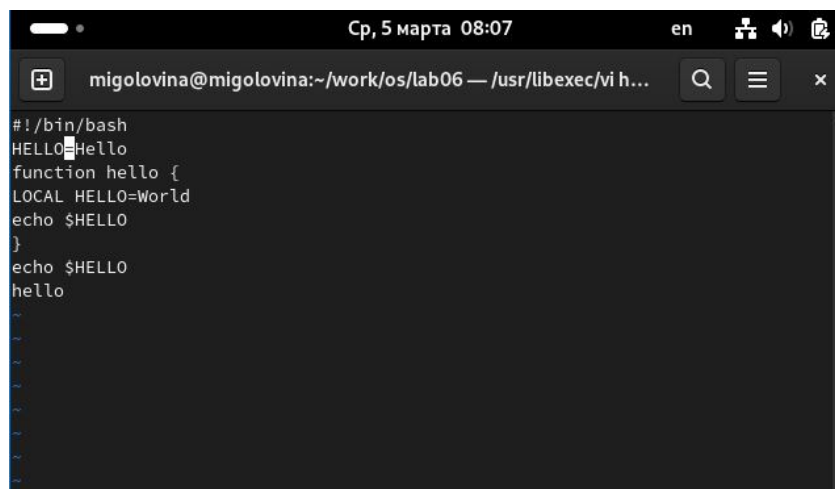 Ср, 5 марта 08:07 en
migolovina@migolovina:~/work/os/lab06 — /usr/libexec/vi h...
#!/bin/bash
HELLO=Hello
function hello {
LOCAL HELLO=World
echo $HELLO
}
echo $HELLO
hello
~
~
~
~
~
~
~
~